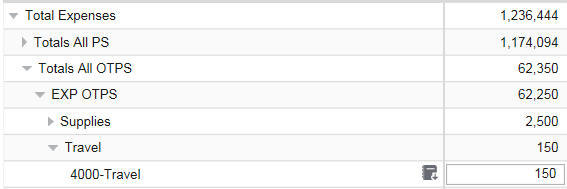 Total Expenses 1,236,444
Totals All PS 1,174,094
Totals All OTPS 62,350
EXP OTPS 62,250
Supplies 2,500
Travel 150
4000-Travel 150